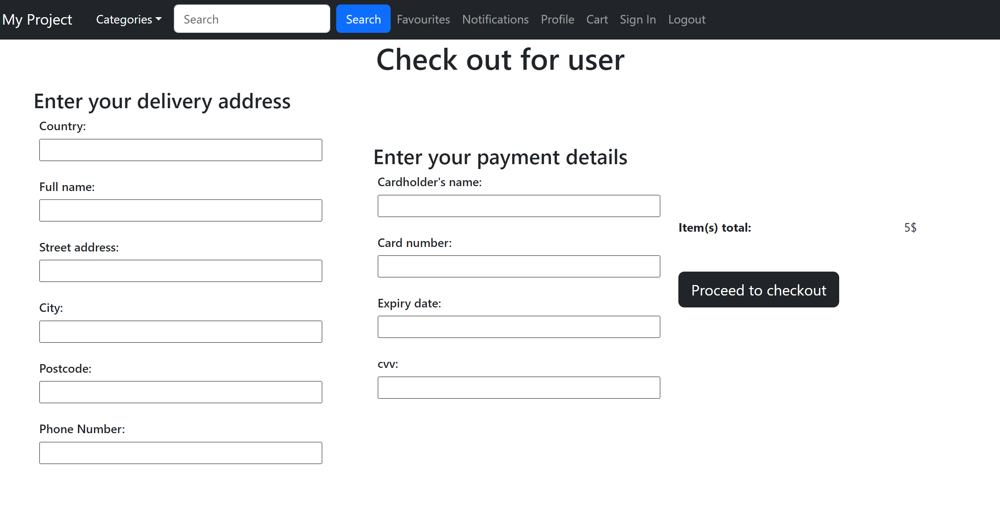 My Project Categories Search Search Favourites Notifications Profile Cart Sign In Logout
Check out for user
Enter your delivery address
Country:
Full name:
Street address:
City:
Postcode:
Phone Number:
Enter your payment details
Cardholder's name:
Card number:
Expiry date:
cvv:
Item(s) total: 5$
Proceed to checkout